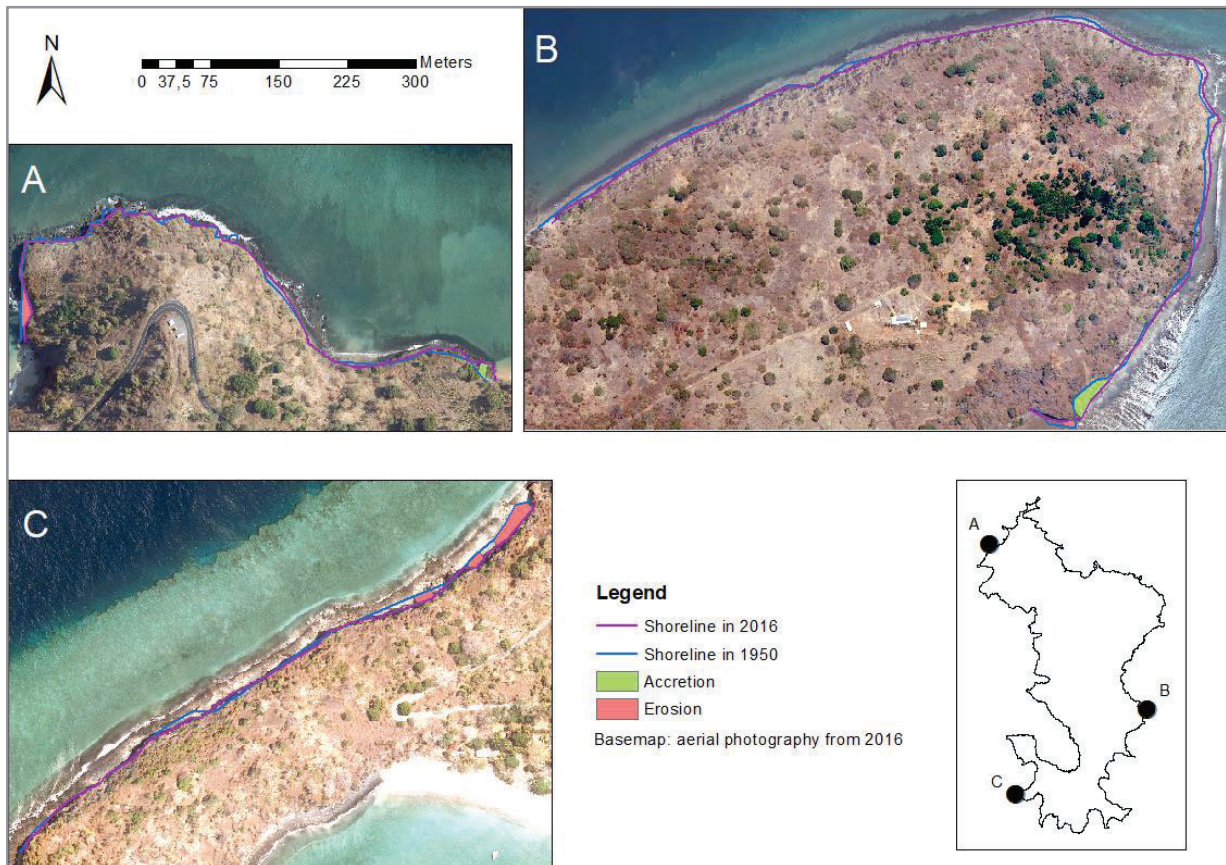 N
Meters
0 37,5 75 150 225 300
A
B
C
Legend
Shoreline in 2016
Shoreline in 1950
Accretion
Erosion
Basemap: aerial photography from 2016
A
B
C